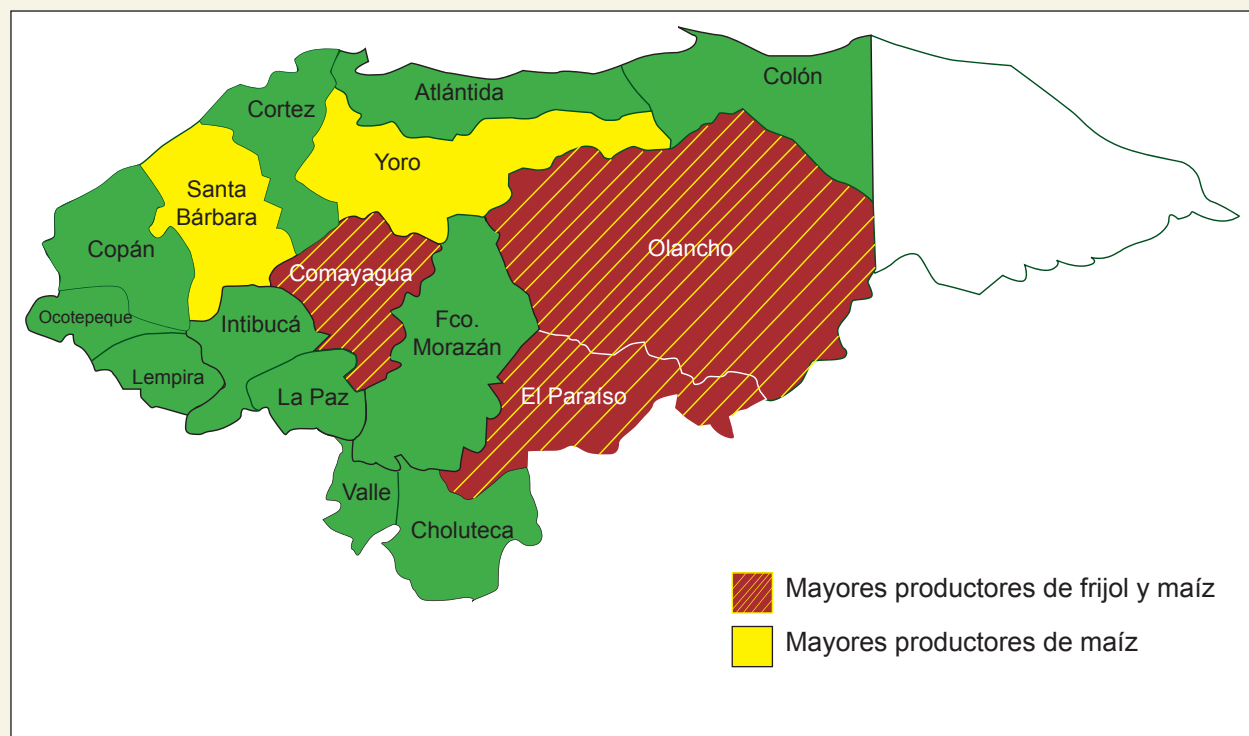 Atlántida
Colón
Cortez
Yoro
Santa
Bárbara
Copán
Olancho
Comayagua
Ocotepeque
Intibucá
Fco.
Morazán
Lempira
La Paz
El Paraíso
Valle
Choluteca
Mayores productores de frijol y maíz
Mayores productores de maíz